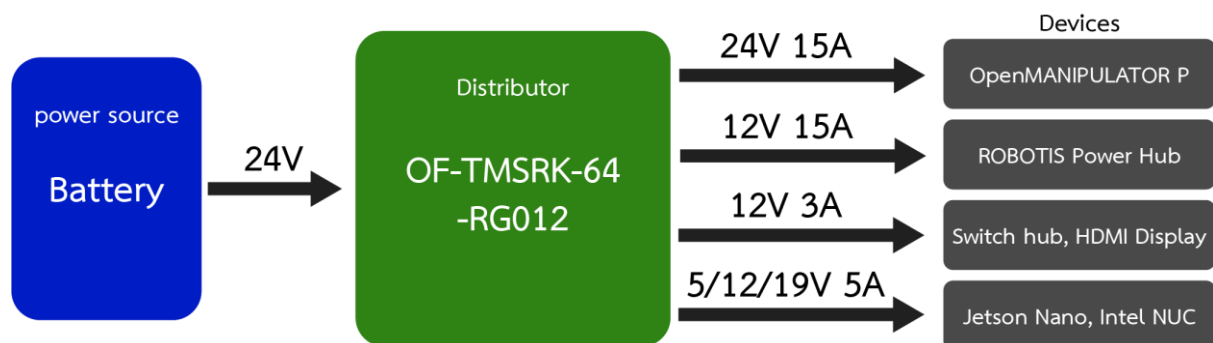 power source
Battery
24V
Distributor
OF-TMSRK-64
-RG012
24V 15A
12V 15A
12V 3A
5/12/19V 5A
Devices
OpenMANIPULATOR P
ROBOTIS Power Hub
Switch hub, HDMI Display
Jetson Nano, Intel NUC